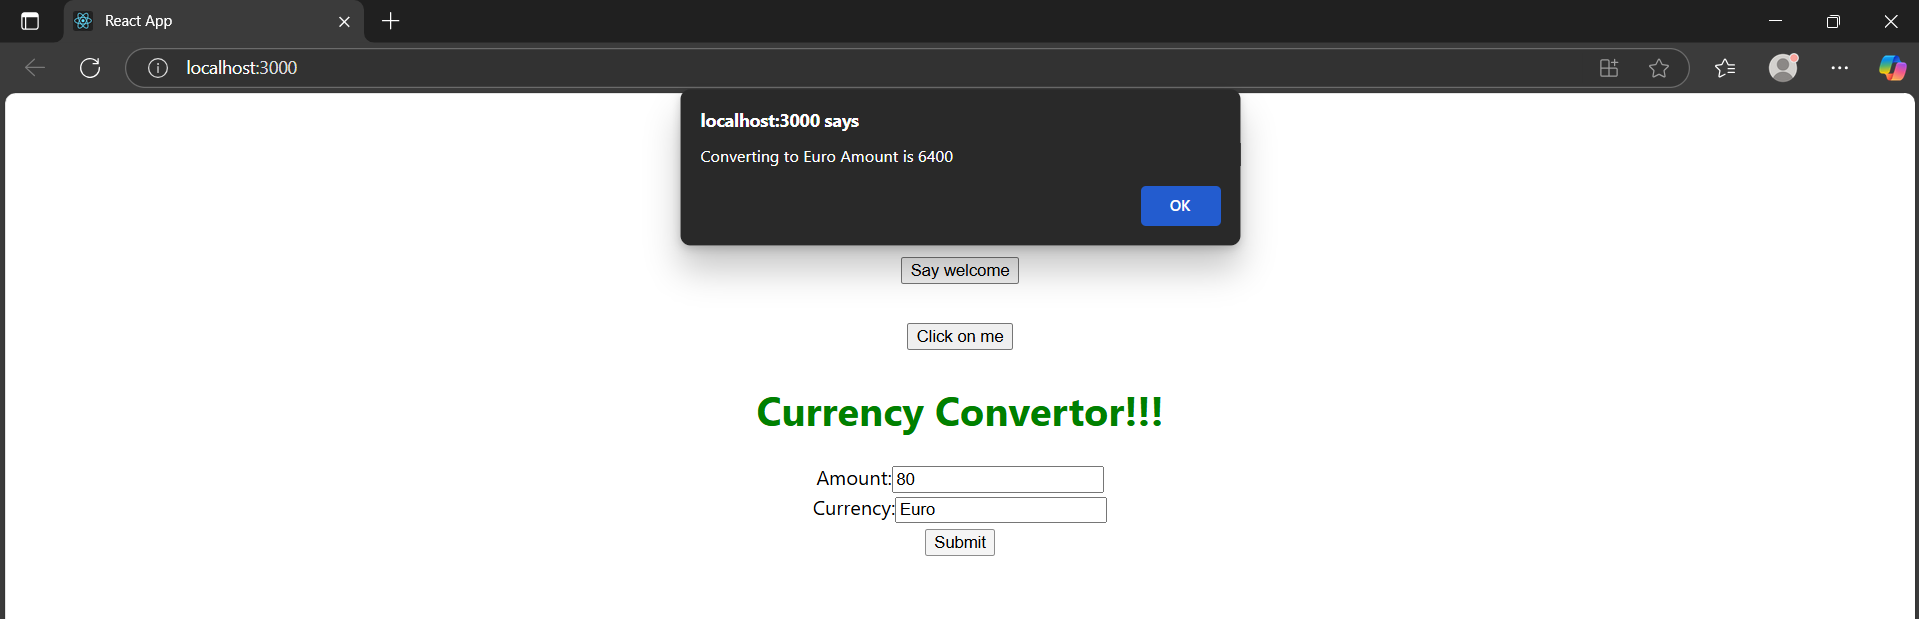 React App
localhost:3000
localhost:3000 says
Converting to Euro Amount is 6400
OK
Say welcome
Click on me
Currency Convertor!!!
Amount:80
Currency:Euro
Submit